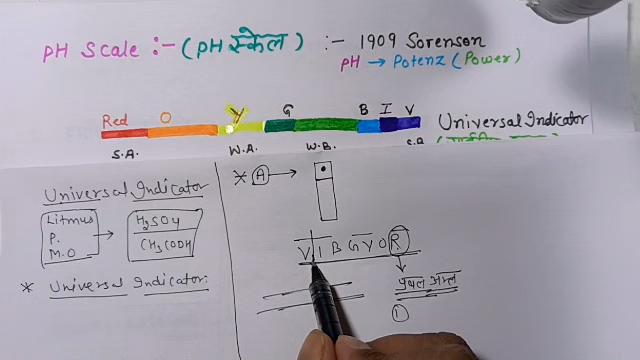 pH Scale :- (pH स्केल) :- 1909 Sorenson
pH → Potenz (Power)
Red O Y G B I V
Universal Indicator
S.A. W.A. W.B.
Universal Indicator
Litmus
P.
M.O
→
H₂SO4
CH3COOH
* Universal Indicator:
* A →
V I B G Y O R
प्रबल अम्ल
1